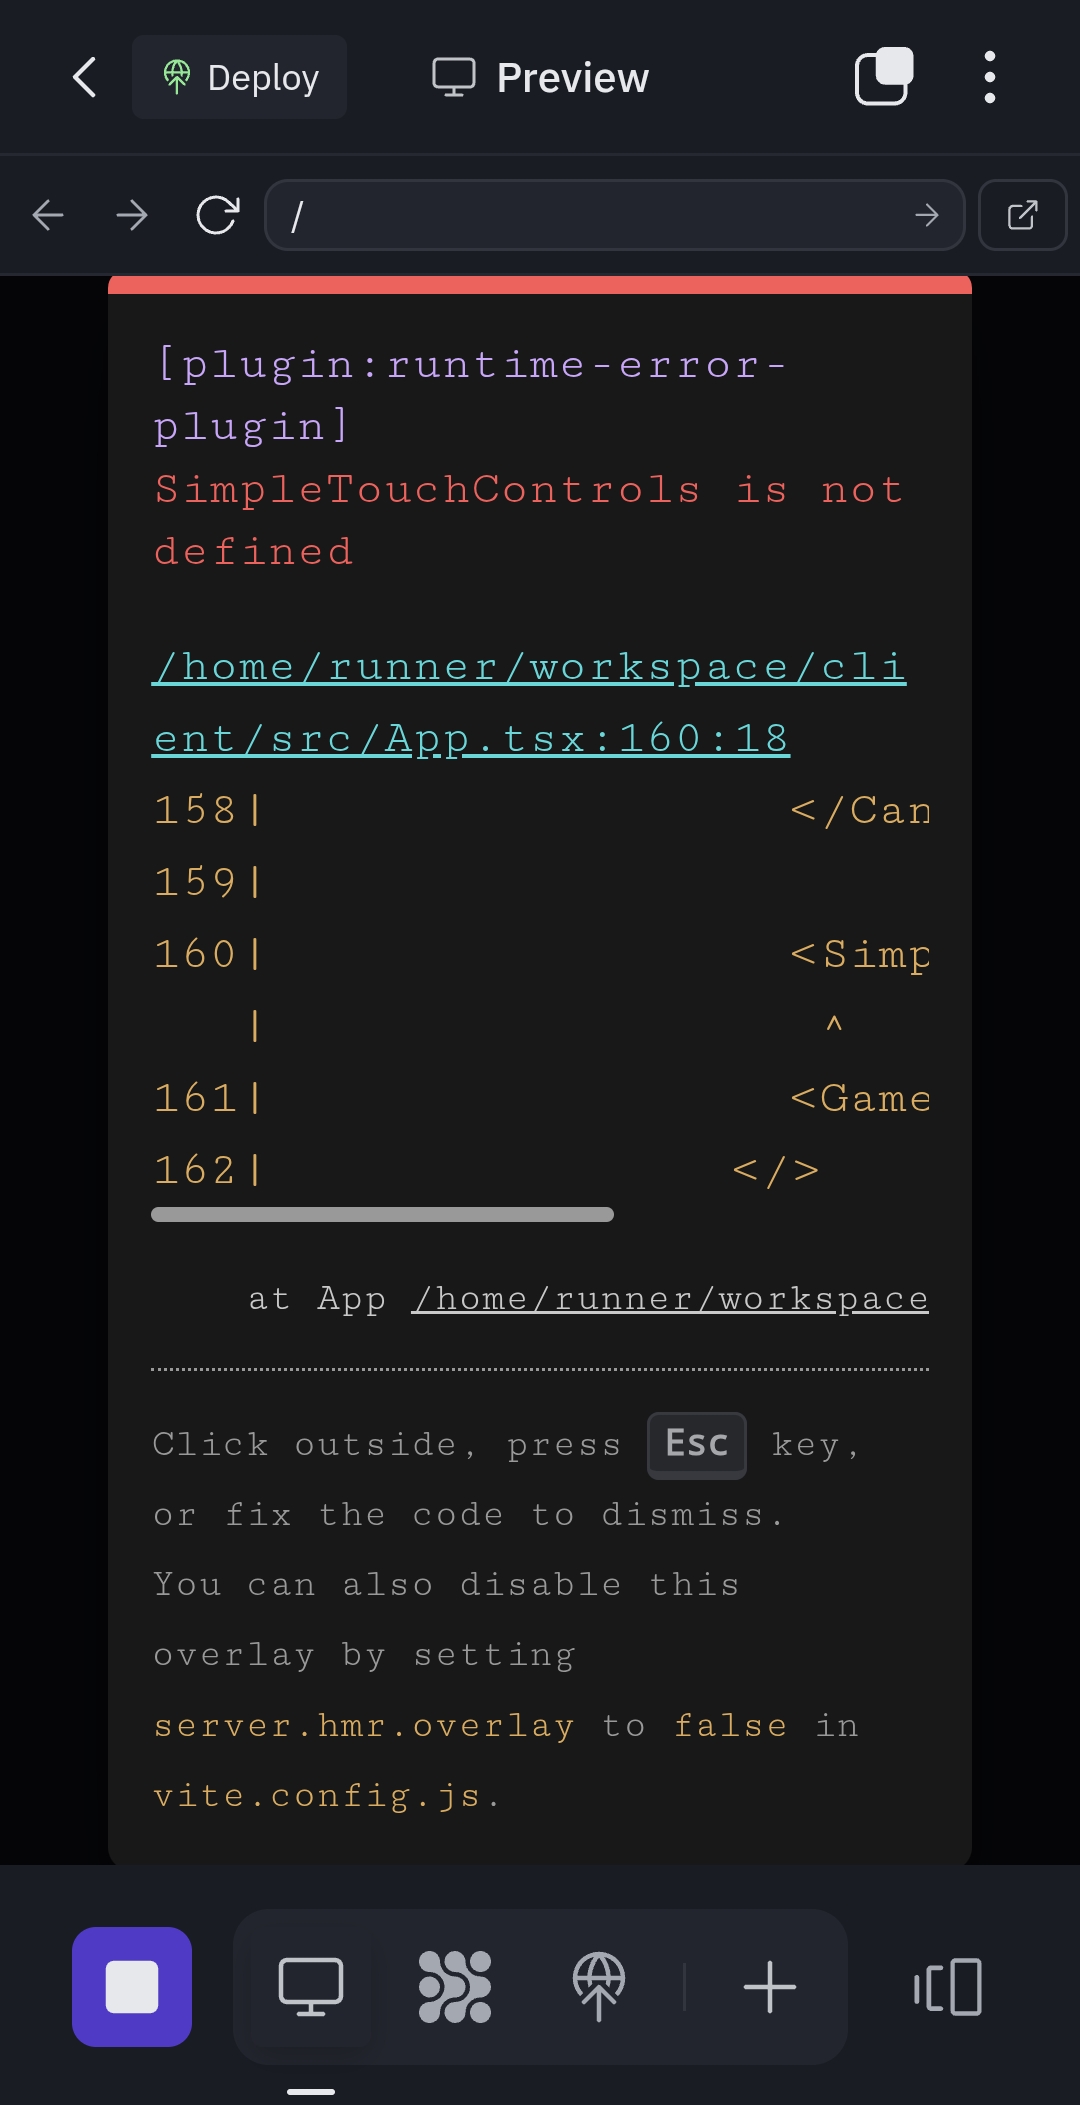 Deploy
Preview
/
[plugin:runtime-error-
plugin]
SimpleTouchControls is not
defined
/home/runner/workspace/cli
ent/src/App.tsx:160:18
158|                  </Can
159|
160|                  <Simp
   |                   ^
161|                  <Game
162|                </>
at App /home/runner/workspace
Click outside, press Esc key,
or fix the code to dismiss.
You can also disable this
overlay by setting
server.hmr.overlay to false in
vite.config.js.